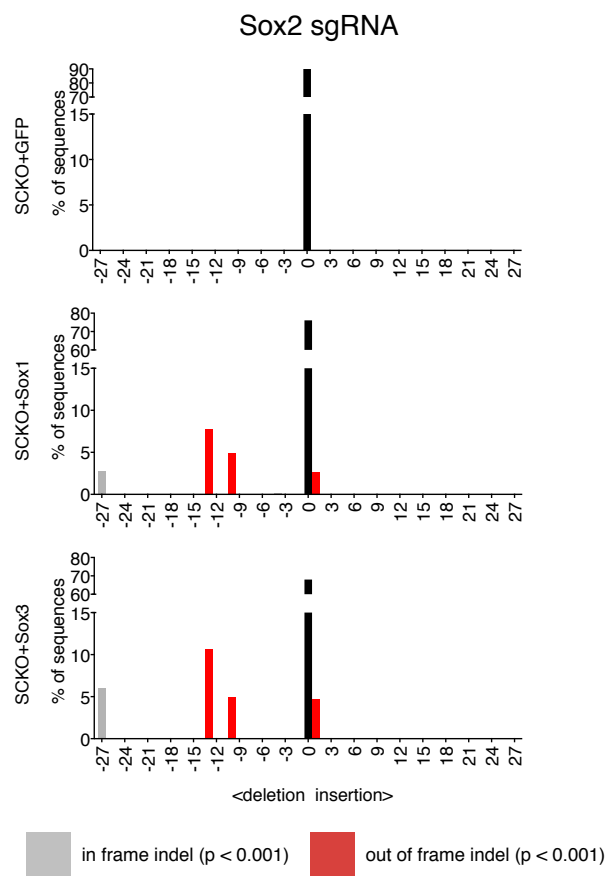 Sox2 sgRNA
SCKO+GFP
% of sequences
90
80
70
15
10
5
0
-27 -24 -21 -18 -15 -12 -9 -6 -3 0 3 6 9 12 15 18 21 24 27
SCKO+Sox1
% of sequences
80
70
60
15
10
5
0
-27 -24 -21 -18 -15 -12 -9 -6 -3 0 3 6 9 12 15 18 21 24 27
SCKO+Sox3
% of sequences
80
70
60
15
10
5
0
-27 -24 -21 -18 -15 -12 -9 -6 -3 0 3 6 9 12 15 18 21 24 27
<deletion insertion>
in frame indel (p < 0.001) out of frame indel (p < 0.001)